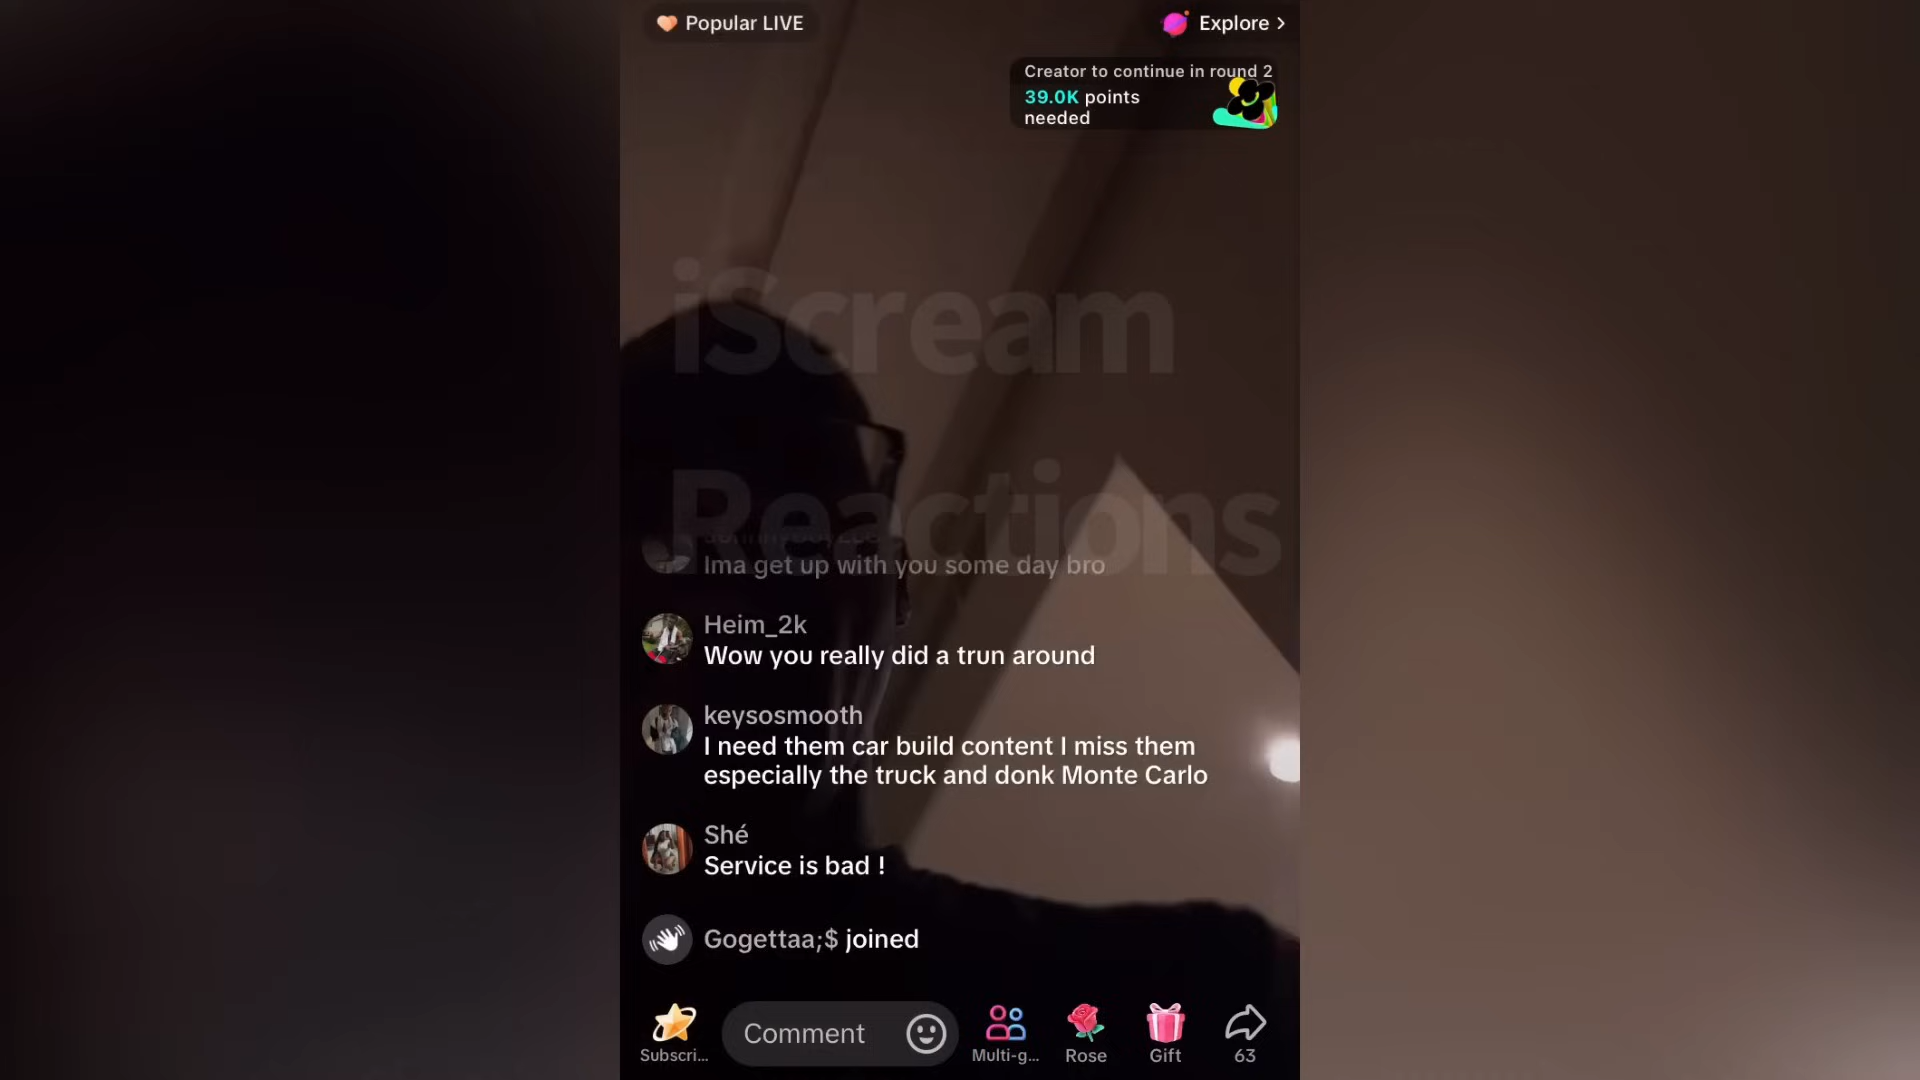 Popular LIVE
Explore >
Creator to continue in round 2
39.0K points
needed
iScream
Reactions
Ima get up with you some day bro
Heim_2k
Wow you really did a trun around
keysosmooth
I need them car build content I miss them
especially the truck and donk Monte Carlo
Shé
Service is bad !
Gogettaa;$ joined
Subscri...
Comment
Multi-g...
Rose
Gift
63